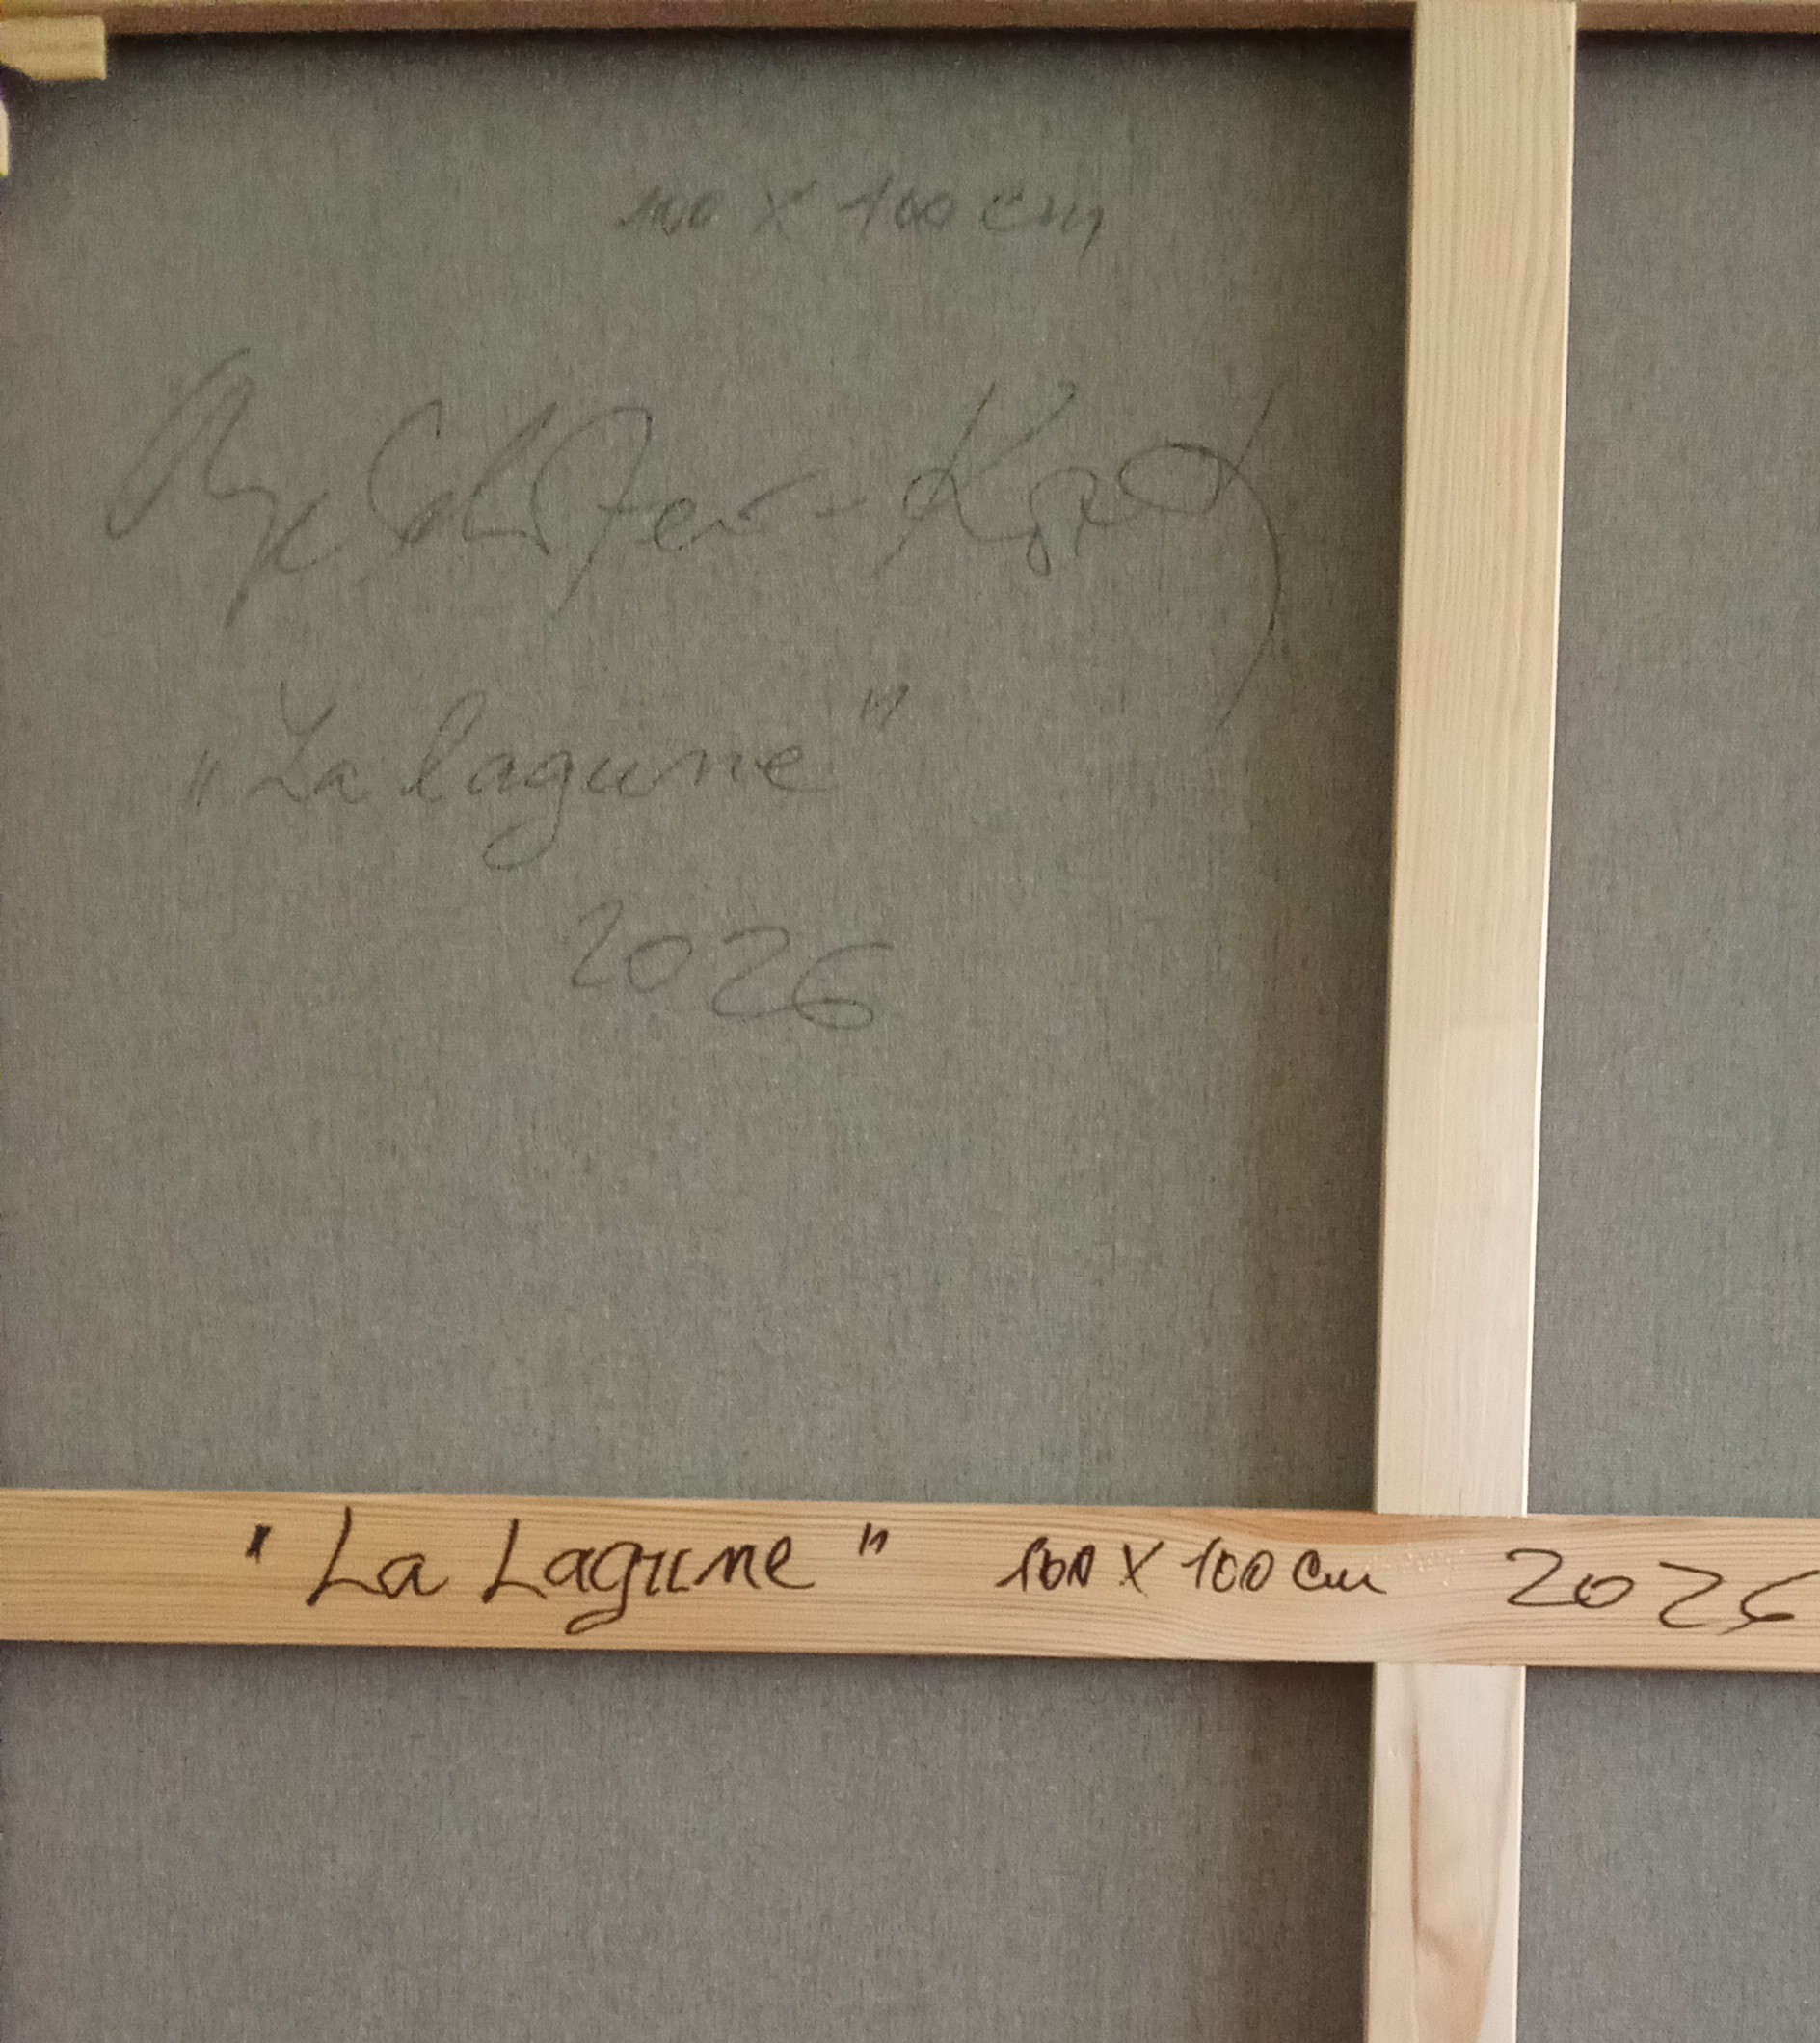 100 X 100 cm
„La lagune"
2026
"La Lagune" 100 X 100 cm 2026